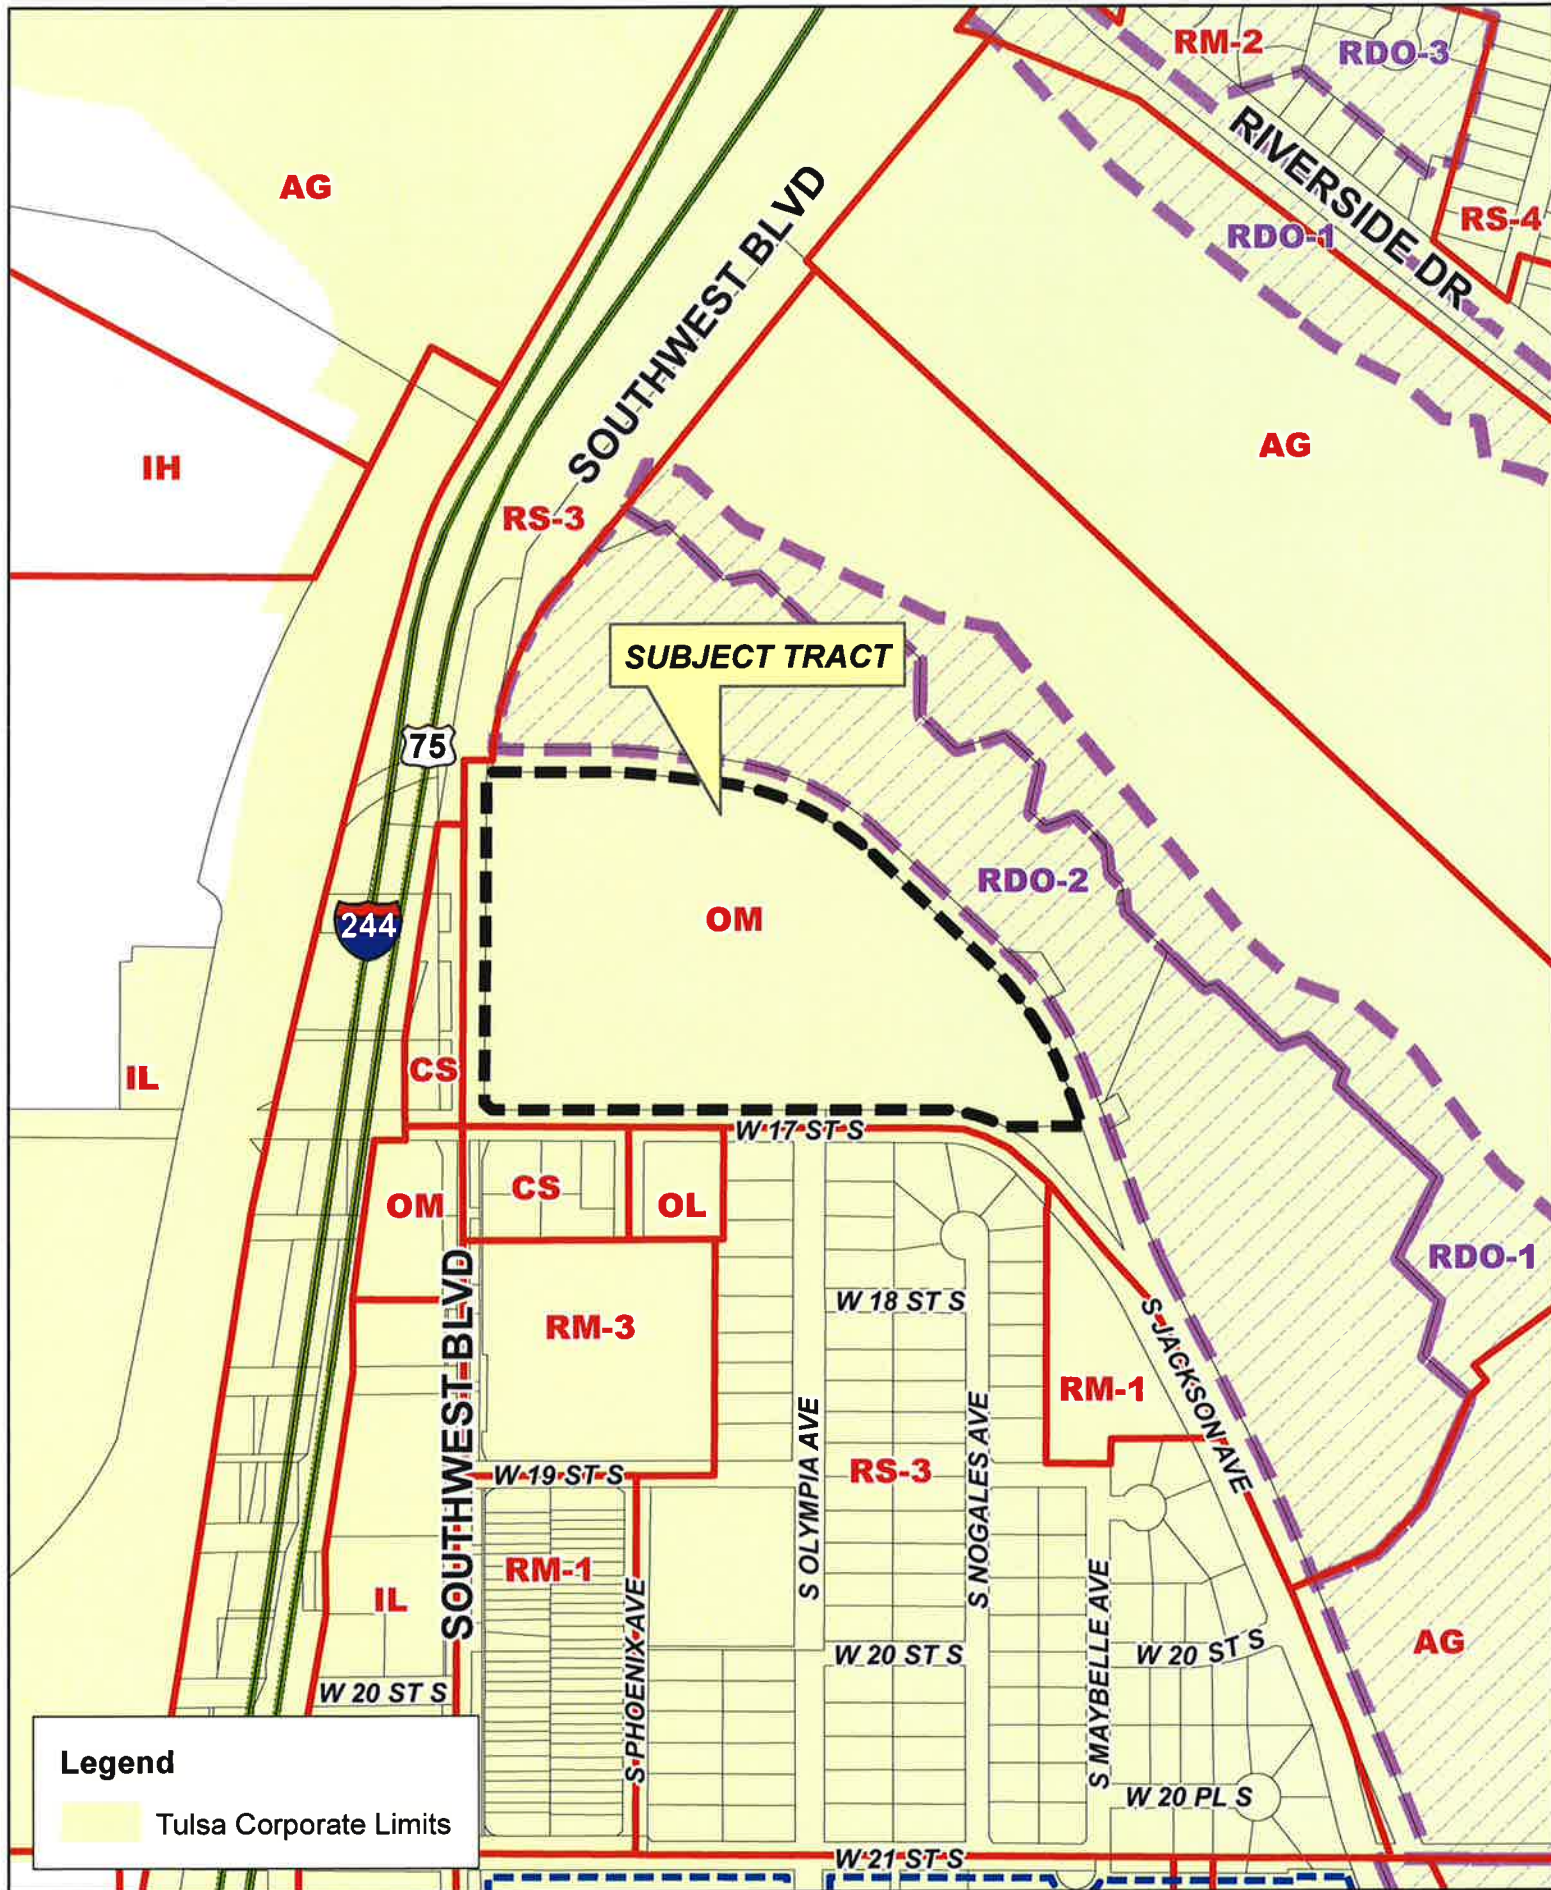 RM-2
RDO-3
RIVERSIDE DR
AG
SOUTHWEST BLVD
RDO-1
RS-4
IH
AG
RS-3
SUBJECT TRACT
75
RDO-2
244
OM
CS
IL
W 17 ST S
OM
CS
OL
RDO-1
SOUTHWEST BLVD
RM-3
W 18 ST S
S JACKSON AVE
RM-1
S OLYMPIA AVE
S NOGALES AVE
W 19 ST S
RS-3
RM-1
IL
S PHOENIX AVE
S MAYBELLE AVE
W 20 ST S
W 20 ST S
AG
W 20 ST S
Legend
W 20 PL S
Tulsa Corporate Limits
W 21 ST S